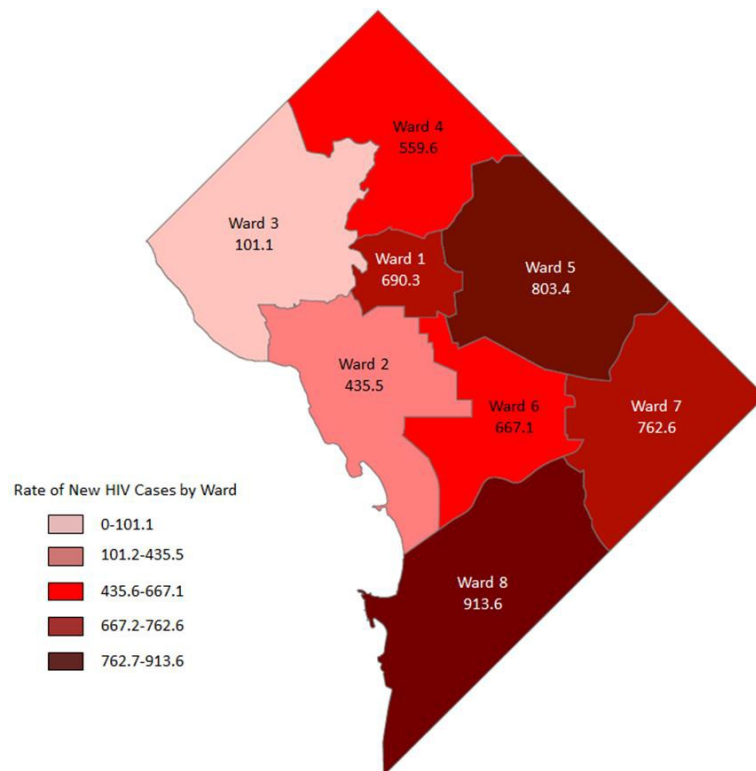 Ward 4
559.6
Ward 3
101.1
Ward 1
690.3
Ward 5
803.4
Ward 2
435.5
Ward 6
667.1
Ward 7
762.6
Ward 8
913.6
Rate of New HIV Cases by Ward
0-101.1
101.2-435.5
435.6-667.1
667.2-762.6
762.7-913.6